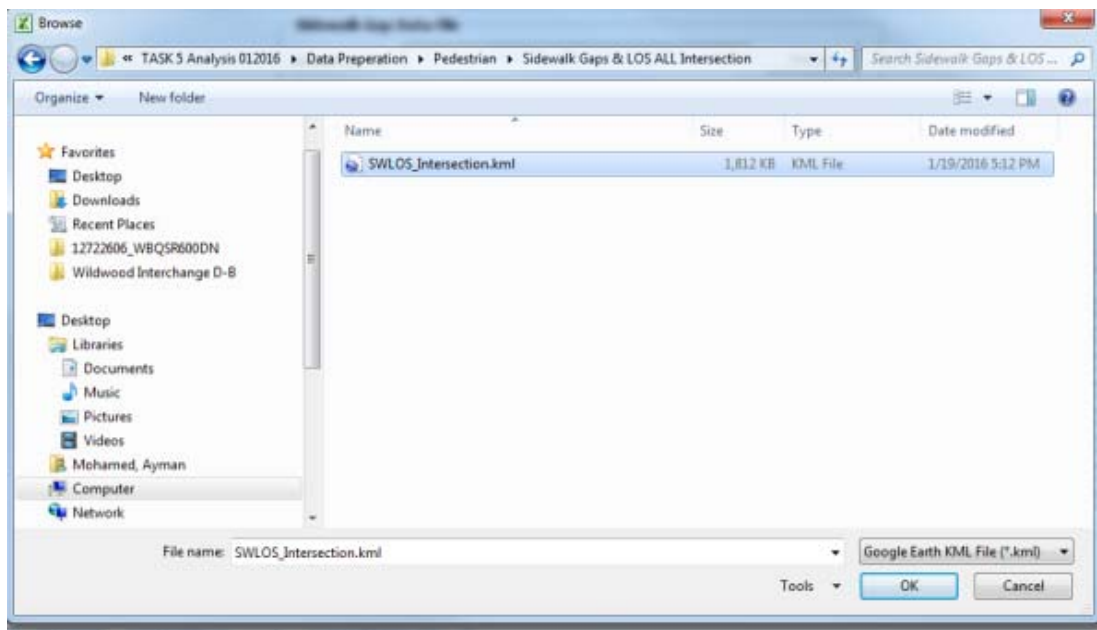 Browse
« TASK 5 Analysis 012016 ▸ Data Preperation ▸ Pedestrian ▸ Sidewalk Gaps & LOS ALL Intersection
Search Sidewalk Gaps & LOS ...
Organize New folder
Name Size Type Date modified
SWLOS_Intersection.kml 1,812 KB KML File 1/19/2016 5:12 PM
Favorites
Desktop
Downloads
Recent Places
12722606_WBQSR600DN
Wildwood Interchange D-B
Desktop
Libraries
Documents
Music
Pictures
Videos
Mohamed, Ayman
Computer
Network
File name: SWLOS_Intersection.kml
Google Earth KML File (*.kml)
Tools OK Cancel